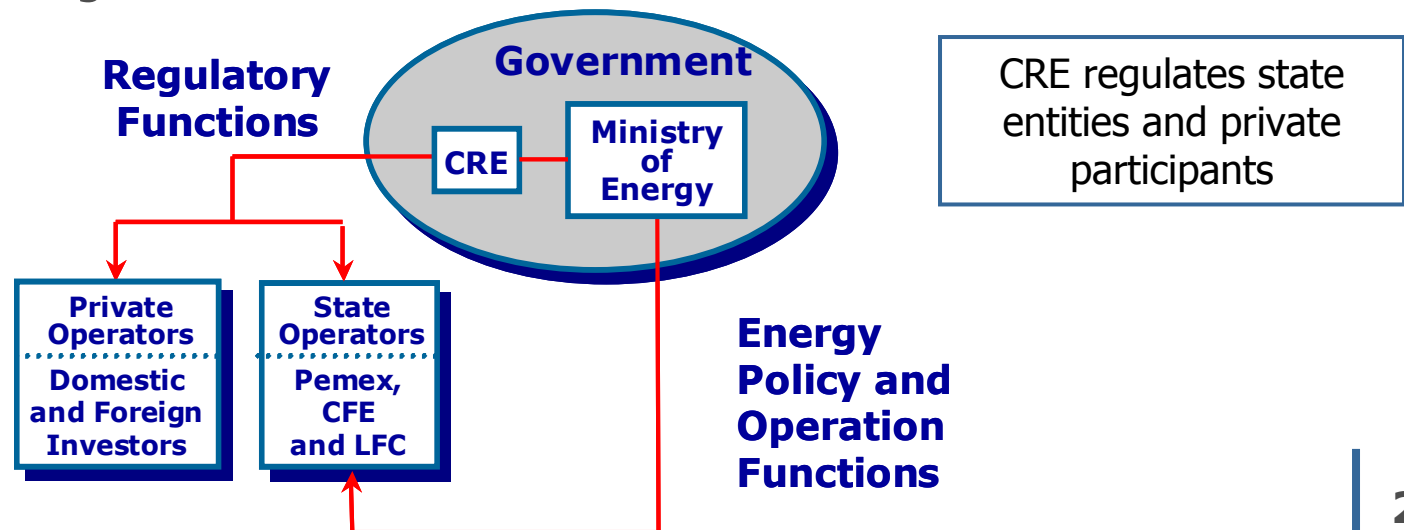 Government
Regulatory
Functions
CRE
Ministry
of
Energy
CRE regulates state
entities and private
participants
Private
Operators
Domestic
and Foreign
Investors
State
Operators
Pemex,
CFE
and LFC
Energy
Policy and
Operation
Functions